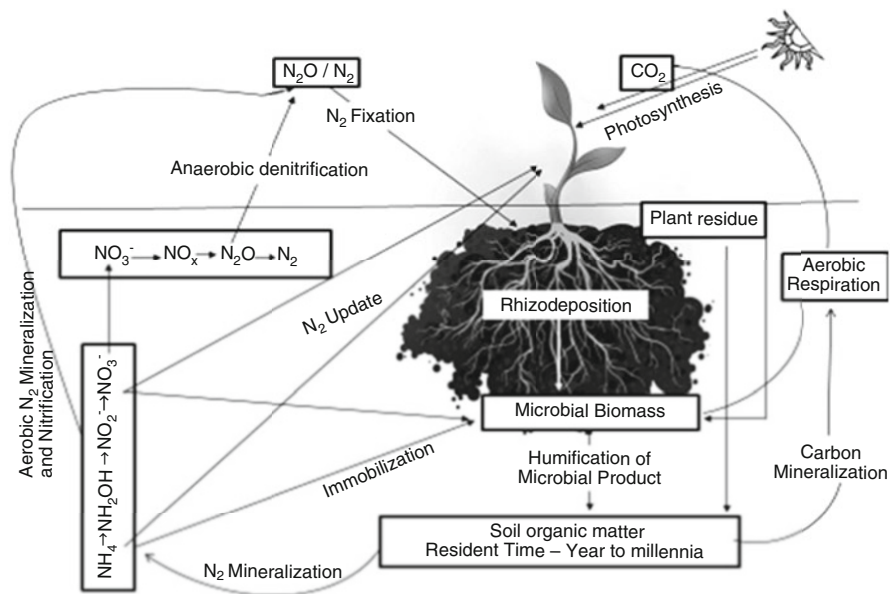 N₂O / N₂
CO₂
N₂ Fixation
Photosynthesis
Anaerobic denitrification
Plant residue
NO₃⁻→NOₓ→N₂O→N₂
Aerobic
Respiration
Rhizodeposition
N₂ Update
Aerobic N₂ Mineralization
and Nitrification
NH₄→NH₂OH→NO₂⁻→NO₃⁻
Microbial Biomass
Immobilization
Humification of
Microbial Product
Carbon
Mineralization
Soil organic matter
Resident Time – Year to millennia
N₂ Mineralization